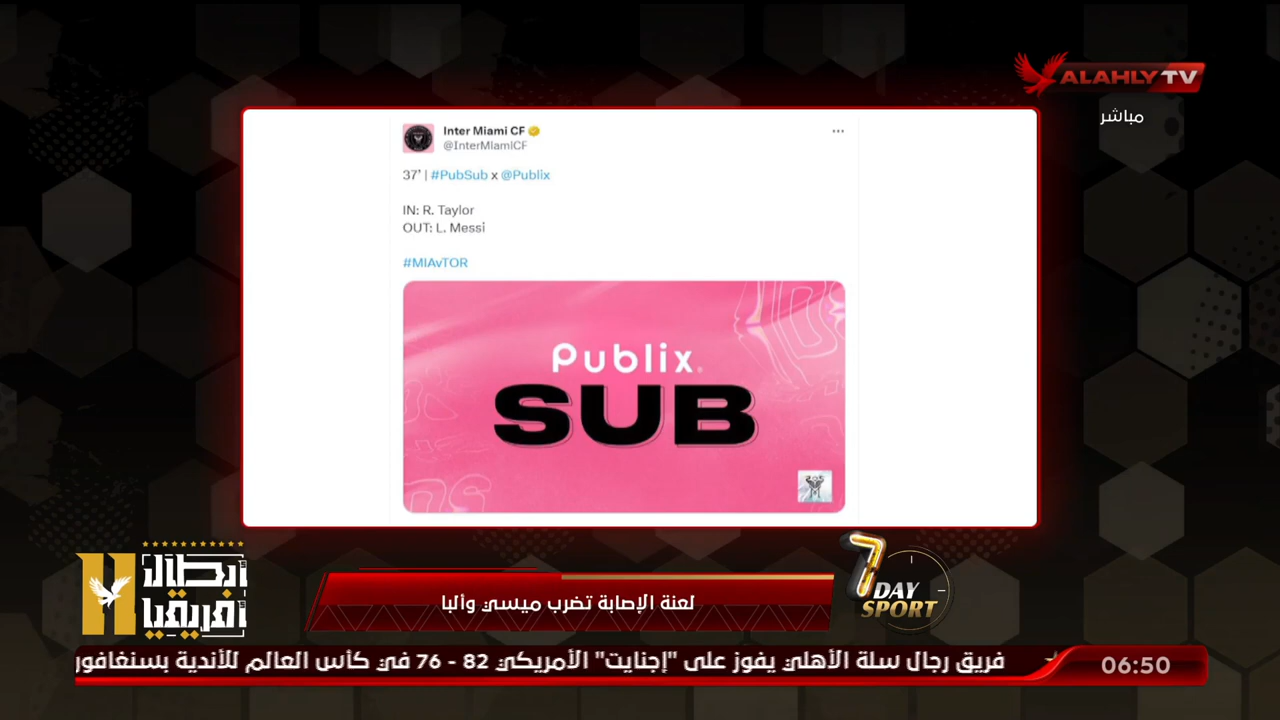 ALAHLY TV
مباشر
Inter Miami CF
@InterMiamiCF
37' | #PubSub x @Publix
IN: R. Taylor
OUT: L. Messi
#MIAvTOR
Publix
SUB
أبطال
أفريقيا
11
لعنة الإصابة تضرب ميسي وألبا
7
DAY
SPORT
فريق رجال سلة الأهلي يفوز على "إجنايت" الأمريكي 82 - 76 في كأس العالم للأندية بسنغافور
06:50